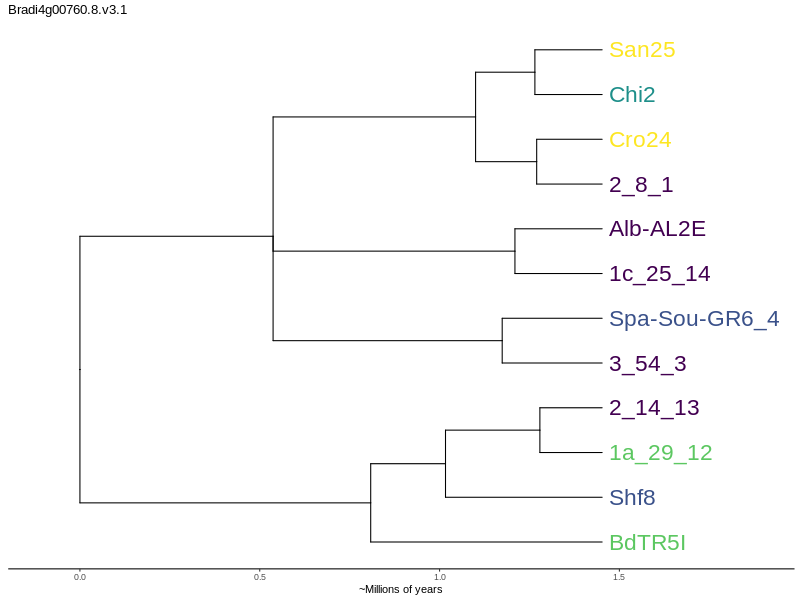 Bradi4g00760.8.v3.1
San25
Chi2
Cro24
2_8_1
Alb-AL2E
1c_25_14
Spa-Sou-GR6_4
3_54_3
2_14_13
1a_29_12
Shf8
BdTR5I
0.0 0.5 1.0 1.5
~Millions of years